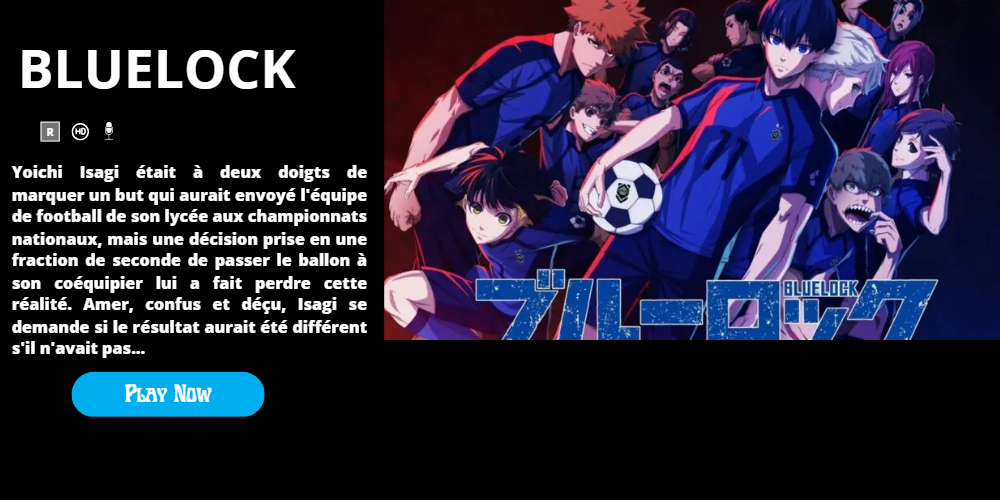 BLUELOCK
R HD
Yoichi Isagi était à deux doigts de
marquer un but qui aurait envoyé l'équipe
de football de son lycée aux championnats
nationaux, mais une décision prise en une
fraction de seconde de passer le ballon à
son coéquipier lui a fait perdre cette
réalité. Amer, confus et déçu, Isagi se
demande si le résultat aurait été différent
s'il n'avait pas...
Play Now
11
BLUELOCK
ブルーロック